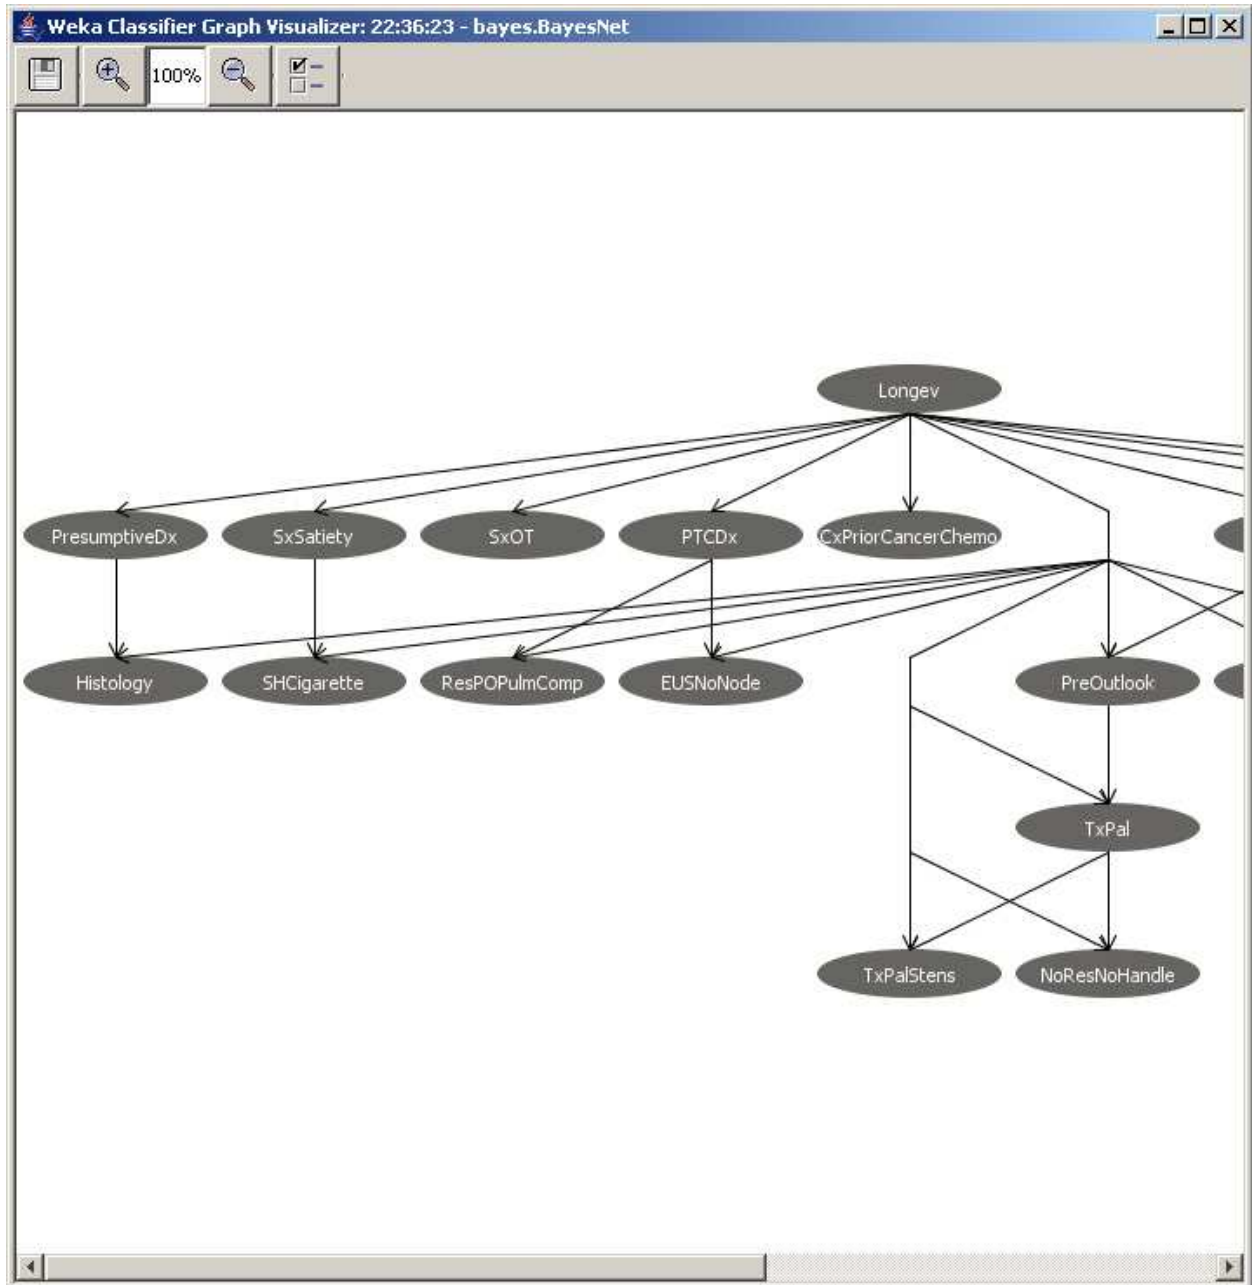 Weka Classifier Graph Visualizer: 22:36:23 - bayes.BayesNet
100%
Longev
PresumptiveDx SxSatiety SxOT PTCDx CxPriorCancerChemo
Histology SHCigarette ResPOPulmComp EUSNoNode PreOutlook
TxPal
TxPalStens NoResNoHandle